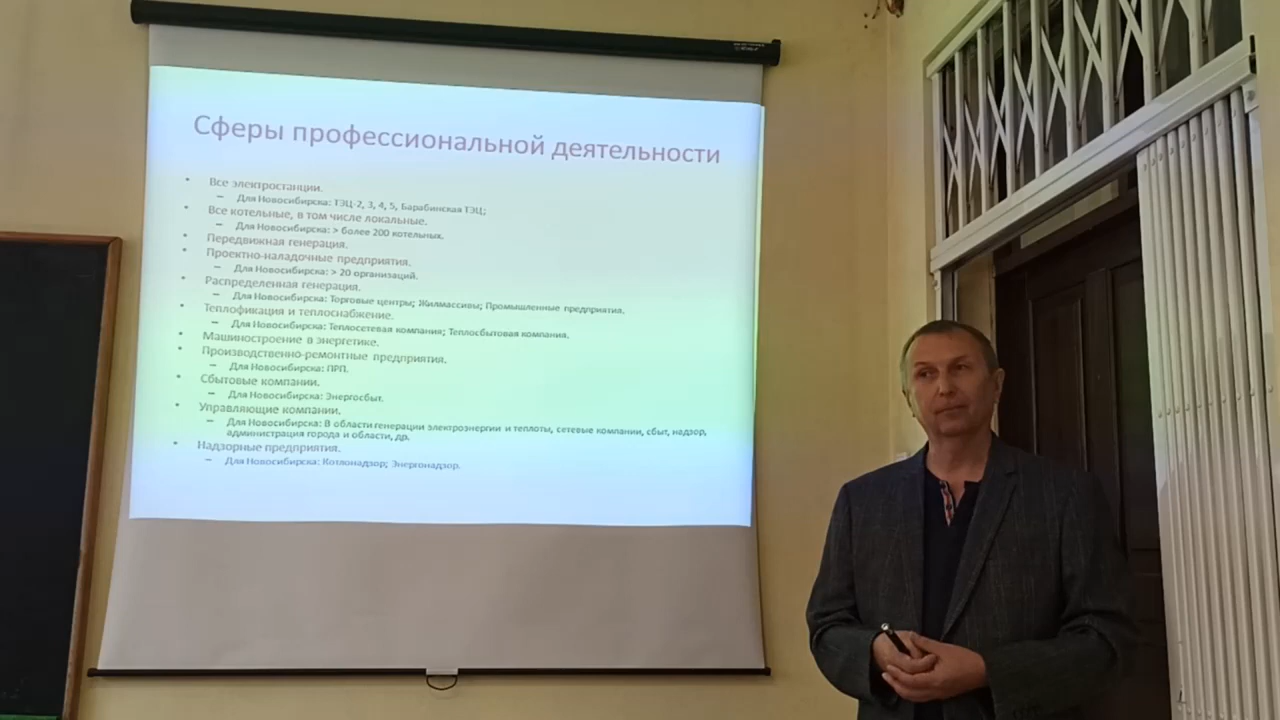 Сферы профессиональной деятельности
• Все электростанции.
– Для Новосибирска: ТЭЦ-2, 3, 4, 5, Барабинская ТЭЦ;
• Все котельные, в том числе локальные.
– Для Новосибирска: > более 200 котельных.
• Передвижная генерация.
• Проектно-наладочные предприятия.
– Для Новосибирска: > 20 организаций.
• Распределенная генерация.
– Для Новосибирска: Торговые центры; Жилмассивы; Промышленные предприятия.
• Теплофикация и теплоснабжение.
– Для Новосибирска: Теплосетевая компания; Теплосбытовая компания.
• Машиностроение в энергетике.
• Производственно-ремонтные предприятия.
– Для Новосибирска: ПРП.
• Сбытовые компании.
– Для Новосибирска: Энергосбыт.
• Управляющие компании.
– Для Новосибирска: В области генерации электроэнергии и теплоты, сетевые компании, сбыт, надзор,
администрация города и области, др.
• Надзорные предприятия.
– Для Новосибирска: Котлонадзор; Энергонадзор.